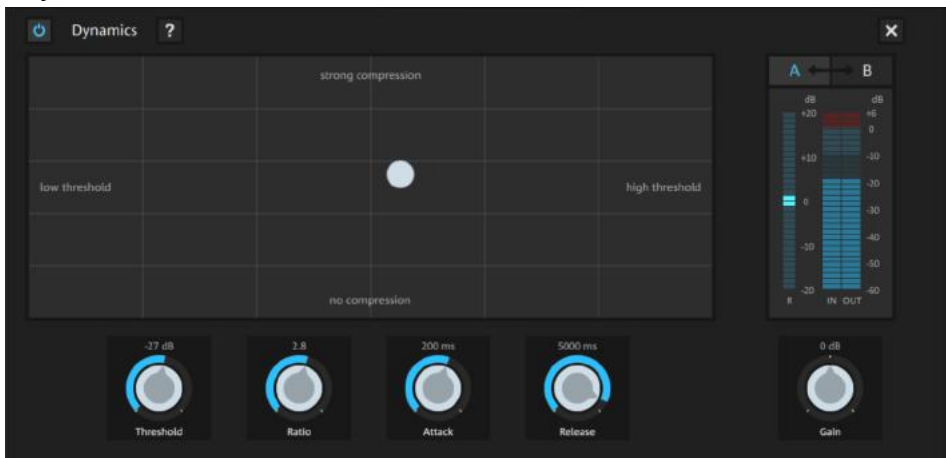 Dynamics ?
strong compression
low threshold
high threshold
no compression
A B
dB dB
+20 +6
0
+10 -10
-20
0 -30
-10 -40
-50
-20 -60
R IN OUT
-27 dB 2.8 200 ms 5000 ms 0 dB
Threshold Ratio Attack Release Gain